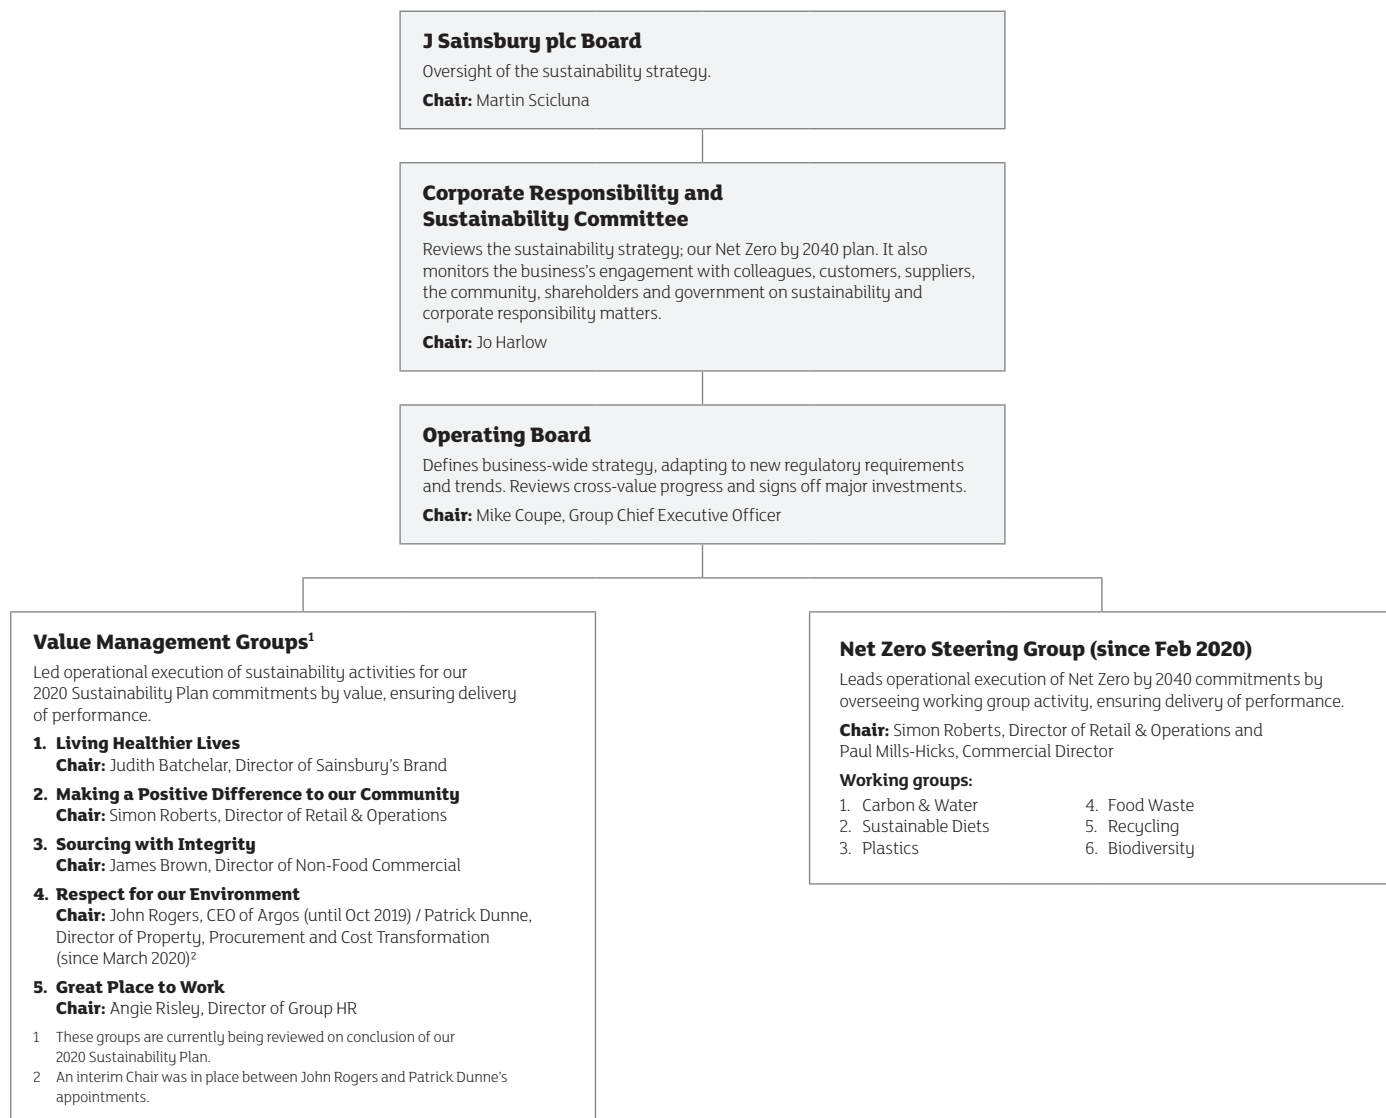 J Sainsbury plc Board
Oversight of the sustainability strategy.
Chair: Martin Scicluna
Corporate Responsibility and
Sustainability Committee
Reviews the sustainability strategy; our Net Zero by 2040 plan. It also
monitors the business's engagement with colleagues, customers, suppliers,
the community, shareholders and government on sustainability and
corporate responsibility matters.
Chair: Jo Harlow
Operating Board
Defines business-wide strategy, adapting to new regulatory requirements
and trends. Reviews cross-value progress and signs off major investments.
Chair: Mike Coupe, Group Chief Executive Officer
Value Management Groups¹
Led operational execution of sustainability activities for our
2020 Sustainability Plan commitments by value, ensuring delivery
of performance.
1. Living Healthier Lives
Chair: Judith Batchelar, Director of Sainsbury's Brand
2. Making a Positive Difference to our Community
Chair: Simon Roberts, Director of Retail & Operations
3. Sourcing with Integrity
Chair: James Brown, Director of Non-Food Commercial
4. Respect for our Environment
Chair: John Rogers, CEO of Argos (until Oct 2019) / Patrick Dunne,
Director of Property, Procurement and Cost Transformation
(since March 2020)²
5. Great Place to Work
Chair: Angie Risley, Director of Group HR
1 These groups are currently being reviewed on conclusion of our
2020 Sustainability Plan.
2 An interim Chair was in place between John Rogers and Patrick Dunne's
appointments.
Net Zero Steering Group (since Feb 2020)
Leads operational execution of Net Zero by 2040 commitments by
overseeing working group activity, ensuring delivery of performance.
Chair: Simon Roberts, Director of Retail & Operations and
Paul Mills-Hicks, Commercial Director
Working groups:
1. Carbon & Water
2. Sustainable Diets
3. Plastics
4. Food Waste
5. Recycling
6. Biodiversity